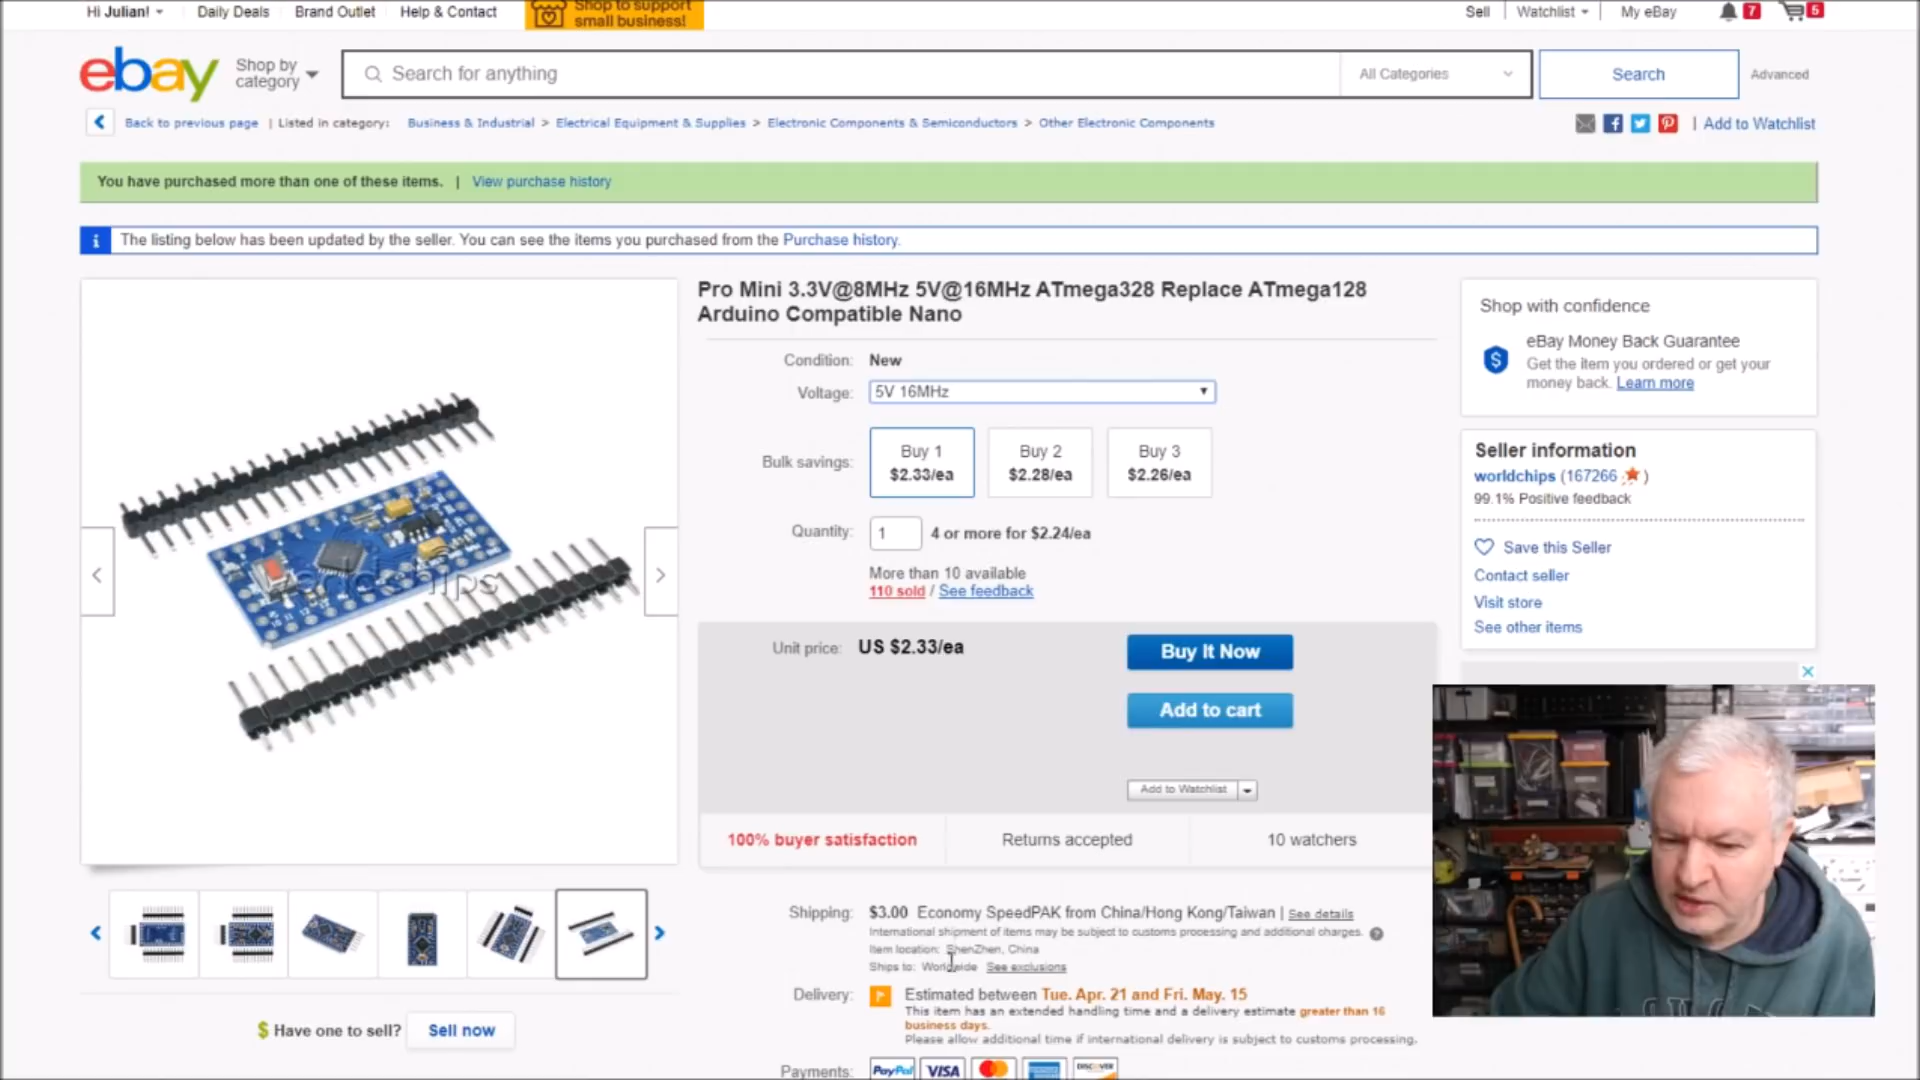 Hi Julian!
Daily Deals
Brand Outlet
Help & Contact
Shop to support
small business!
Sell
Watchlist
My eBay
7
5
ebay
Shop by
category
Search for anything
All Categories
Search
Advanced
Back to previous page | Listed in category: Business & Industrial > Electrical Equipment & Supplies > Electronic Components & Semiconductors > Other Electronic Components
| Add to Watchlist
You have purchased more than one of these items. | View purchase history
The listing below has been updated by the seller. You can see the items you purchased from the Purchase history.
Pro Mini 3.3V@8MHz 5V@16MHz ATmega328 Replace ATmega128
Arduino Compatible Nano
Condition: New
Voltage: 5V 16MHz
Bulk savings:
Buy 1
$2.33/ea
Buy 2
$2.28/ea
Buy 3
$2.26/ea
Quantity: 1 4 or more for $2.24/ea
More than 10 available
110 sold / See feedback
Unit price: US $2.33/ea
Buy It Now
Add to cart
Add to Watchlist
100% buyer satisfaction
Returns accepted
10 watchers
Shipping: $3.00 Economy SpeedPAK from China/Hong Kong/Taiwan | See details
International shipment of items may be subject to customs processing and additional charges.
Item location: ShenZhen, China
Ships to: Worldwide See exclusions
Delivery: Estimated between Tue. Apr. 21 and Fri. May. 15
This item has an extended handling time and a delivery estimate greater than 16
business days.
Please allow additional time if international delivery is subject to customs processing.
Payments: PayPal VISA DISCOVER
Shop with confidence
eBay Money Back Guarantee
Get the item you ordered or get your
money back. Learn more
Seller information
worldchips (167266 )
99.1% Positive feedback
Save this Seller
Contact seller
Visit store
See other items
$ Have one to sell? Sell now